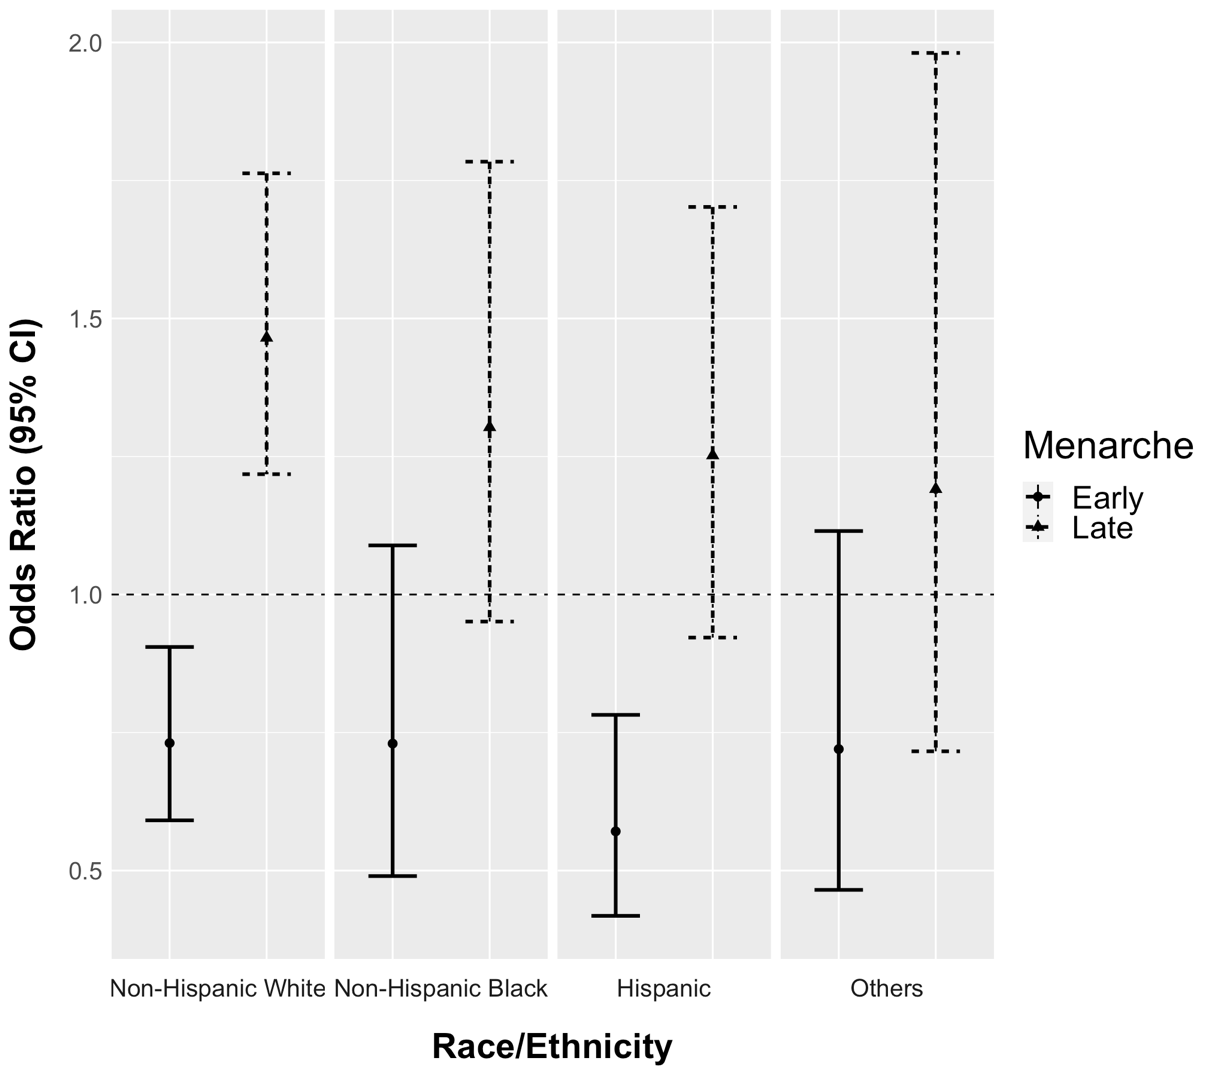 2.0
1.5
1.0
0.5
Odds Ratio (95% CI)
Non-Hispanic White
Non-Hispanic Black
Hispanic
Others
Race/Ethnicity
Menarche
Early
Late